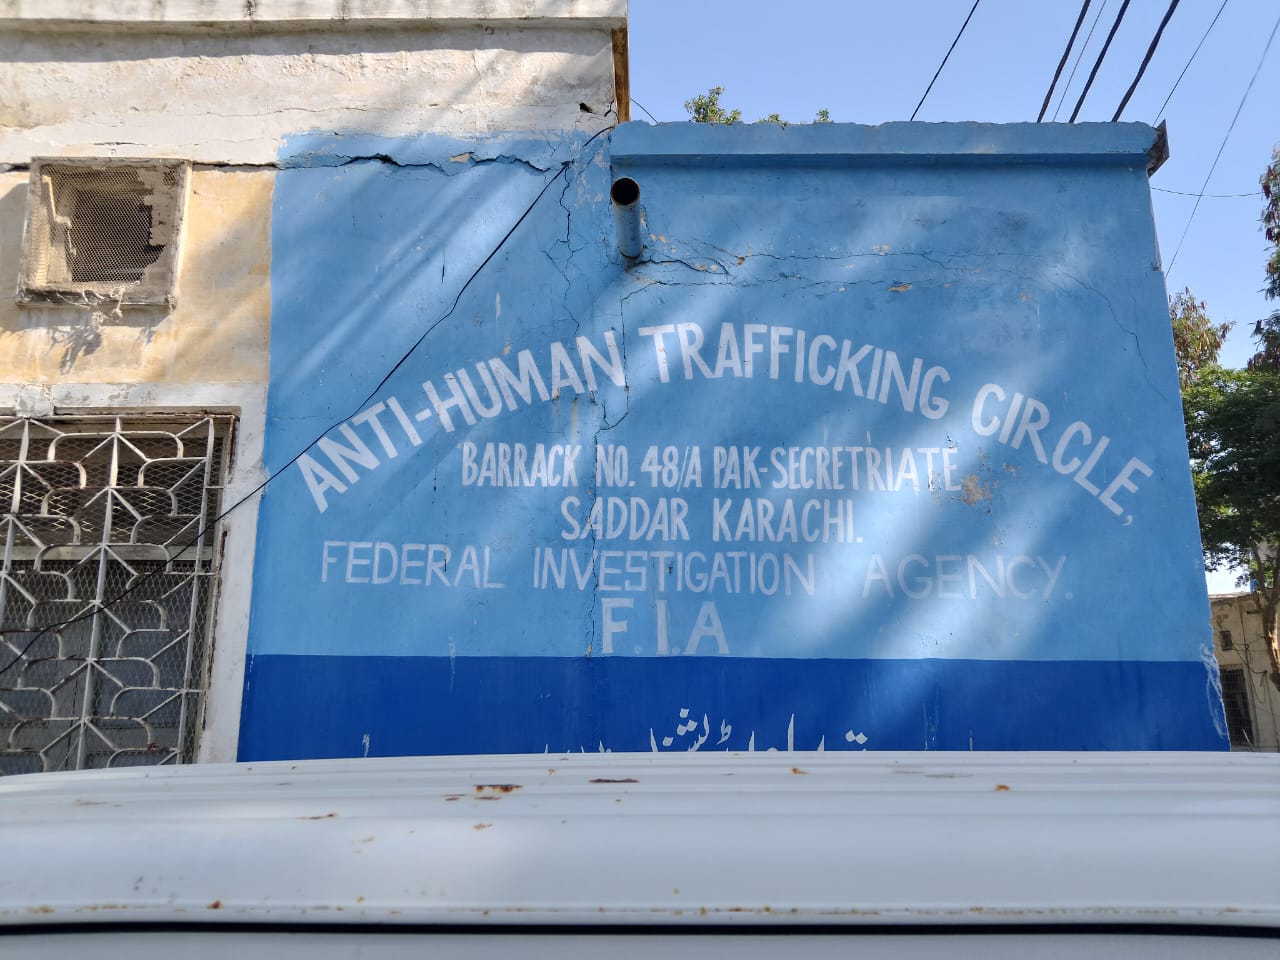 ANTI-HUMAN TRAFFICKING CIRCLE,
BARRACK NO. 48/A PAK-SECRETRIATE
SADDAR KARACHI.
FEDERAL INVESTIGATION AGENCY.
F.I.A